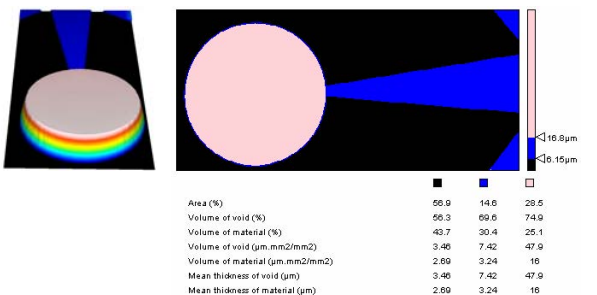 16.8µm
6.15µm
Area (%) 56.9 14.6 28.5
Volume of void (%) 56.3 69.6 74.9
Volume of material (%) 43.7 30.4 25.1
Volume of void (µm.mm2/mm2) 3.46 7.42 47.9
Volume of material (µm.mm2/mm2) 2.69 3.24 16
Mean thickness of void (µm) 3.46 7.42 47.9
Mean thickness of material (µm) 2.69 3.24 16